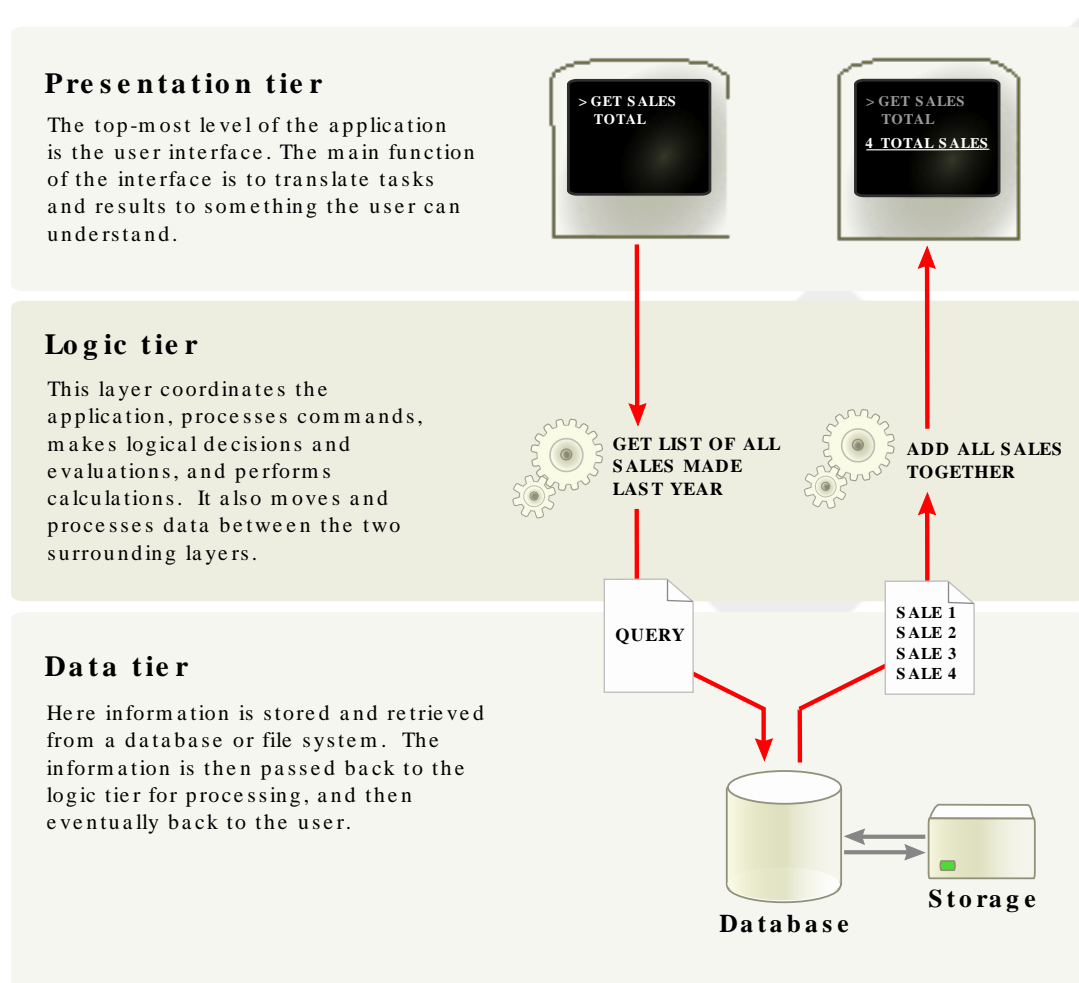 Presentation tier
The top-most level of the application
is the user interface. The main function
of the interface is to translate tasks
and results to something the user can
understand.
> GET SALES
TOTAL
> GET SALES
TOTAL
4 TOTAL SALES
Logic tier
This layer coordinates the
application, processes commands,
makes logical decisions and
evaluations, and performs
calculations. It also moves and
processes data between the two
surrounding layers.
GET LIST OF ALL
SALES MADE
LAST YEAR
ADD ALL SALES
TOGETHER
QUERY
SALE 1
SALE 2
SALE 3
SALE 4
Data tier
Here information is stored and retrieved
from a database or file system. The
information is then passed back to the
logic tier for processing, and then
eventually back to the user.
Database
Storage